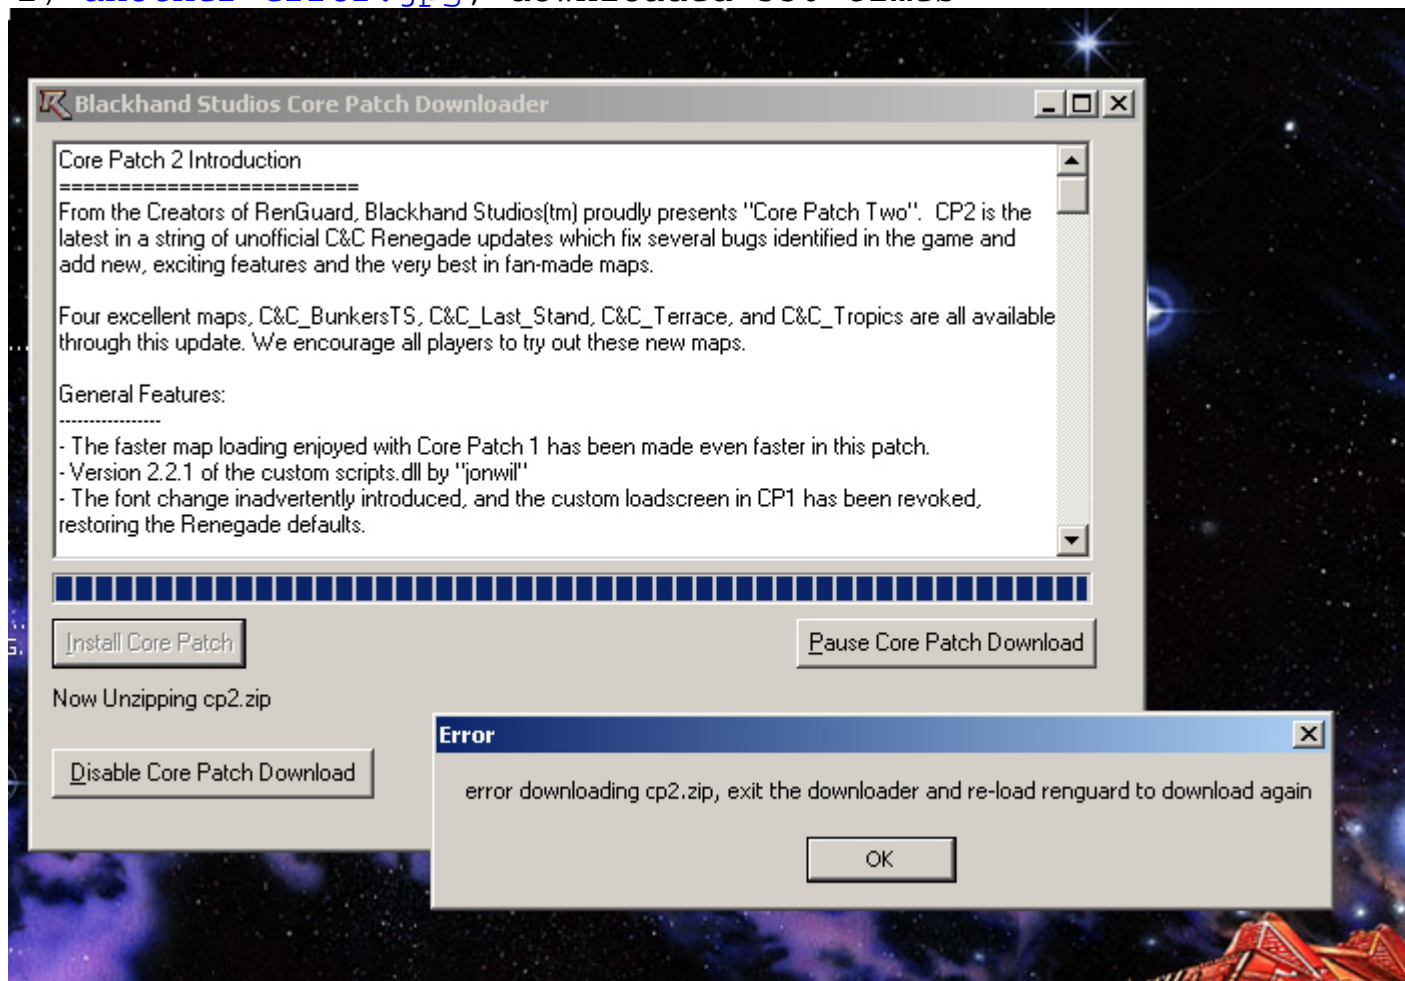 Blackhand Studios Core Patch Downloader
Core Patch 2 Introduction
==========================
From the Creators of RenGuard, Blackhand Studios(tm) proudly presents "Core Patch Two".  CP2 is the
latest in a string of unofficial C&C Renegade updates which fix several bugs identified in the game and
add new, exciting features and the very best in fan-made maps.
Four excellent maps, C&C_BunkersTS, C&C_Last_Stand, C&C_Terrace, and C&C_Tropics are all available
through this update. We encourage all players to try out these new maps.
General Features:
----------------
- The faster map loading enjoyed with Core Patch 1 has been made even faster in this patch.
- Version 2.2.1 of the custom scripts.dll by "jonwil"
- The font change inadvertently introduced, and the custom loadscreen in CP1 has been revoked,
restoring the Renegade defaults.
Install Core Patch
Pause Core Patch Download
Now Unzipping cp2.zip
Disable Core Patch Download
Error
error downloading cp2.zip, exit the downloader and re-load renguard to download again
OK